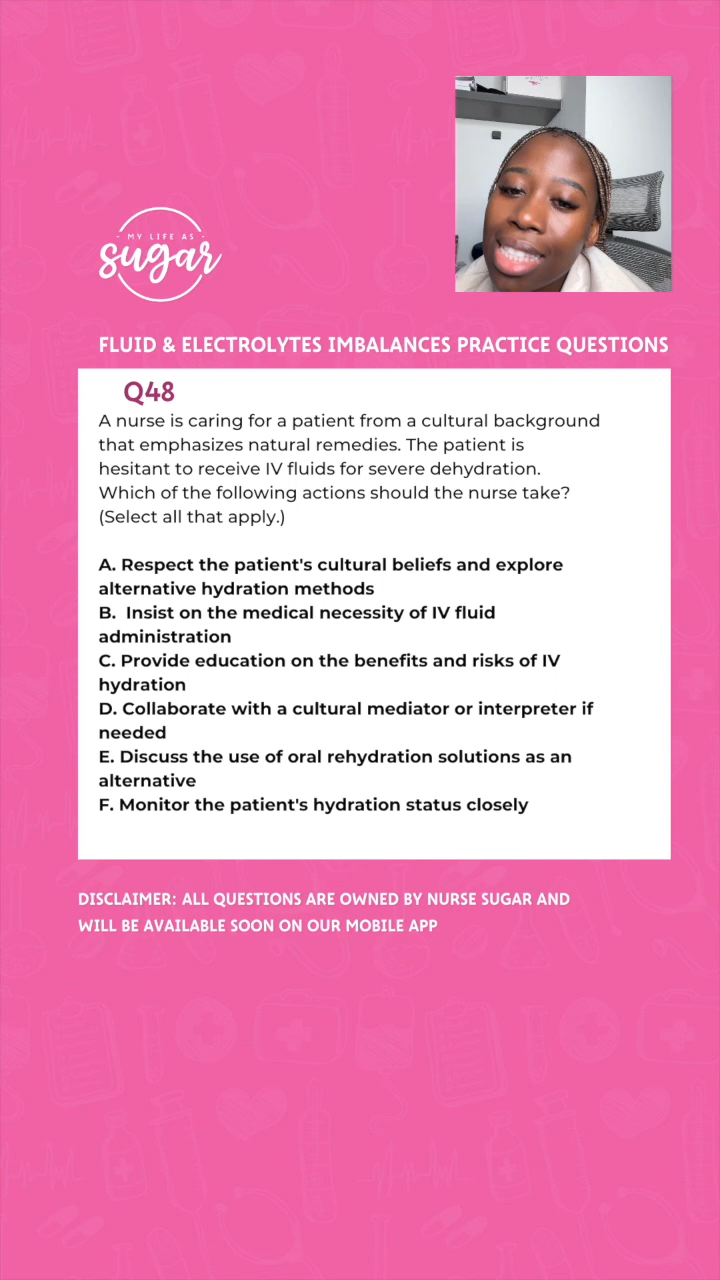 - MY LIFE AS -
sugar
FLUID & ELECTROLYTES IMBALANCES PRACTICE QUESTIONS
Q48
A nurse is caring for a patient from a cultural background
that emphasizes natural remedies. The patient is
hesitant to receive IV fluids for severe dehydration.
Which of the following actions should the nurse take?
(Select all that apply.)
A. Respect the patient's cultural beliefs and explore
alternative hydration methods
B. Insist on the medical necessity of IV fluid
administration
C. Provide education on the benefits and risks of IV
hydration
D. Collaborate with a cultural mediator or interpreter if
needed
E. Discuss the use of oral rehydration solutions as an
alternative
F. Monitor the patient's hydration status closely
DISCLAIMER: ALL QUESTIONS ARE OWNED BY NURSE SUGAR AND
WILL BE AVAILABLE SOON ON OUR MOBILE APP